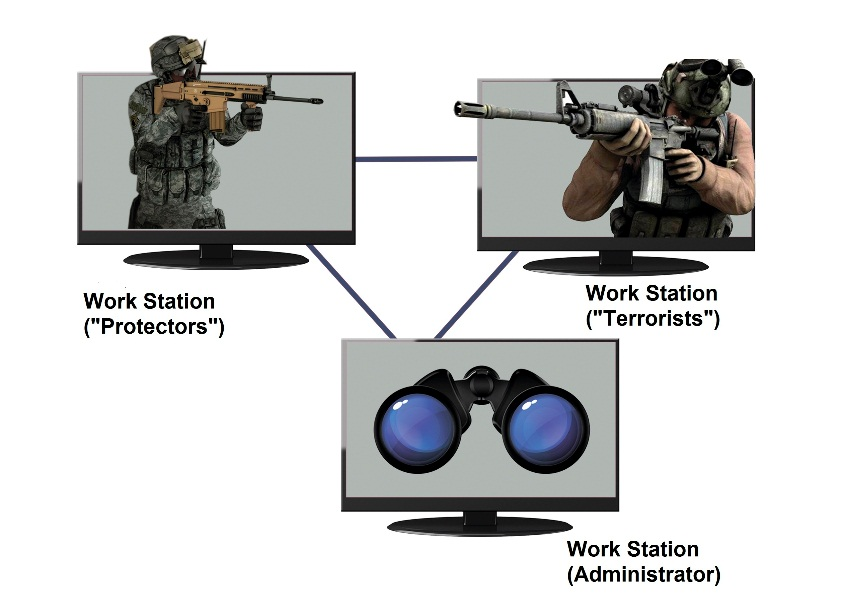 Work Station
("Protectors")
Work Station
("Terrorists")
Work Station
(Administrator)